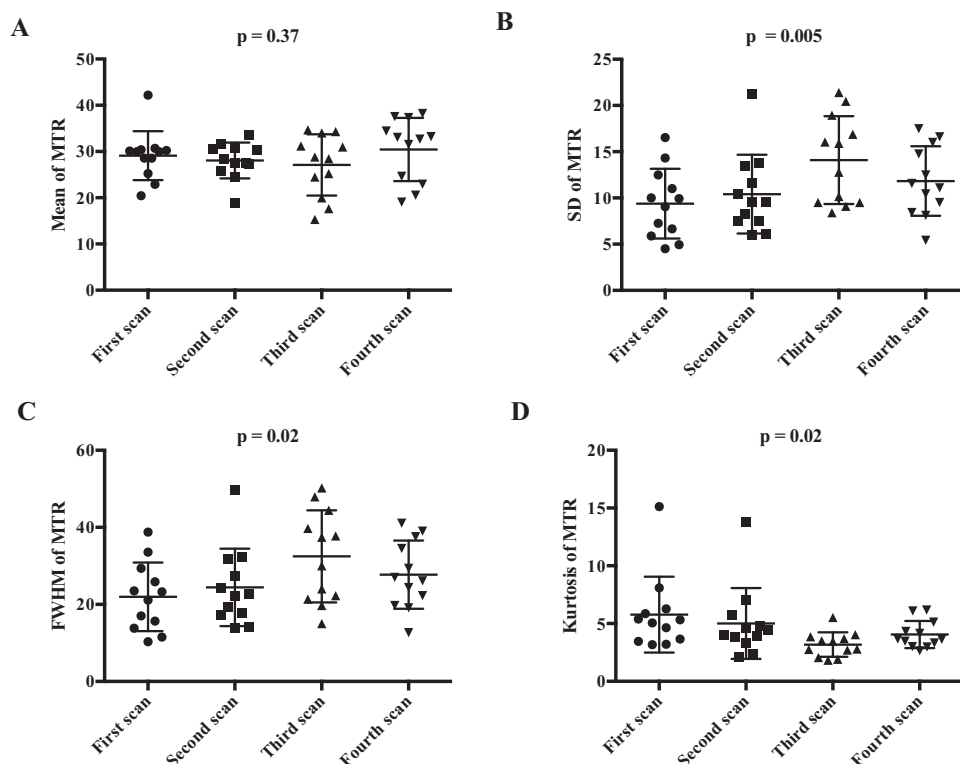 A
p = 0.37
Mean of MTR
50
40
30
20
10
0
First scan
Second scan
Third scan
Fourth scan
B
p = 0.005
SD of MTR
25
20
15
10
5
0
First scan
Second scan
Third scan
Fourth scan
C
p = 0.02
FWHM of MTR
60
40
20
0
First scan
Second scan
Third scan
Fourth scan
D
p = 0.02
Kurtosis of MTR
20
15
10
5
0
First scan
Second scan
Third scan
Fourth scan